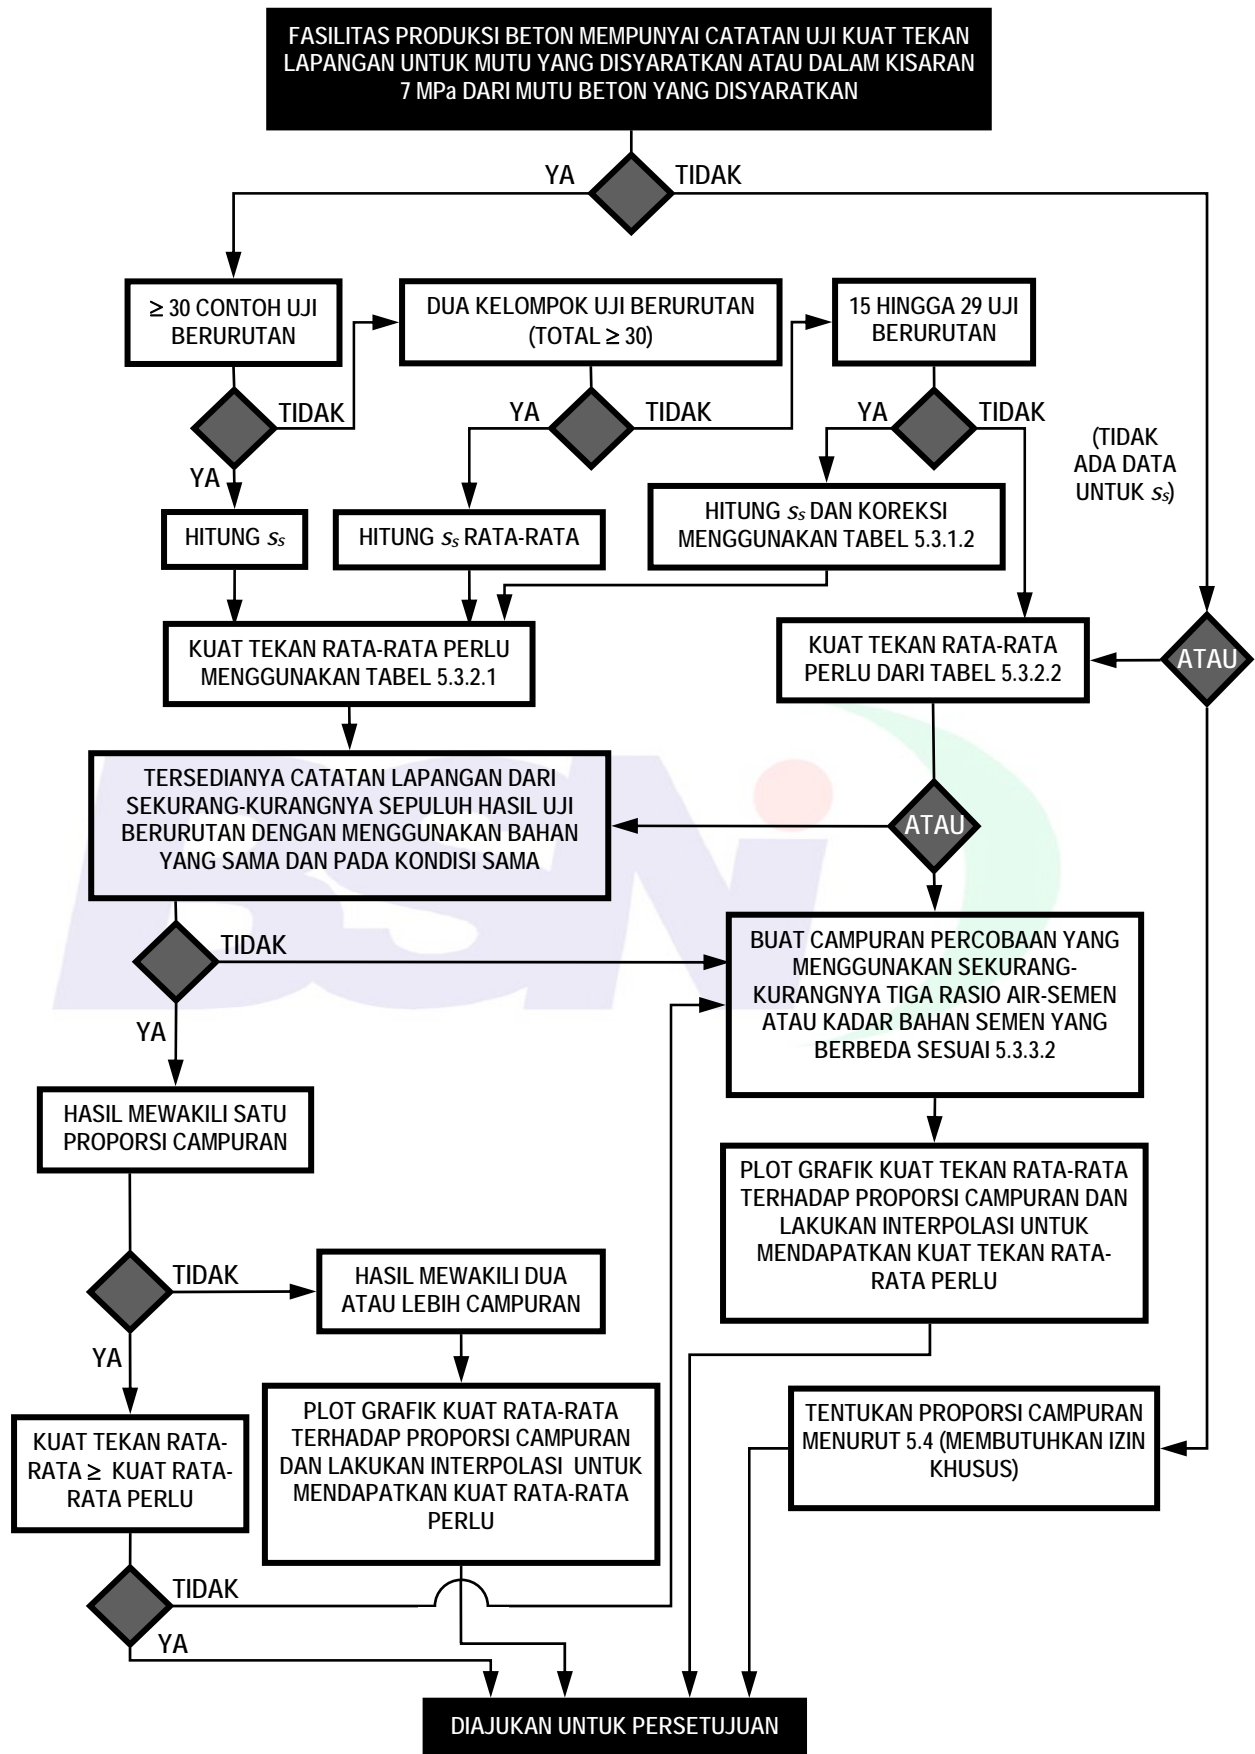 FASILITAS PRODUKSI BETON MEMPUNYAI CATATAN UJI KUAT TEKAN
LAPANGAN UNTUK MUTU YANG DISYARATKAN ATAU DALAM KISARAN
7 MPa DARI MUTU BETON YANG DISYARATKAN
YA
TIDAK
≥ 30 CONTOH UJI
BERURUTAN
DUA KELOMPOK UJI BERURUTAN
(TOTAL ≥ 30)
15 HINGGA 29 UJI
BERURUTAN
TIDAK
YA
YA
TIDAK
YA
TIDAK
(TIDAK
ADA DATA
UNTUK ss)
HITUNG ss
HITUNG ss RATA-RATA
HITUNG ss DAN KOREKSI
MENGGUNAKAN TABEL 5.3.1.2
KUAT TEKAN RATA-RATA PERLU
MENGGUNAKAN TABEL 5.3.2.1
KUAT TEKAN RATA-RATA
PERLU DARI TABEL 5.3.2.2
ATAU
TERSEDIANYA CATATAN LAPANGAN DARI
SEKURANG-KURANGNYA SEPULUH HASIL UJI
BERURUTAN DENGAN MENGGUNAKAN BAHAN
YANG SAMA DAN PADA KONDISI SAMA
ATAU
BSNi
TIDAK
YA
BUAT CAMPURAN PERCOBAAN YANG
MENGGUNAKAN SEKURANG-
KURANGNYA TIGA RASIO AIR-SEMEN
ATAU KADAR BAHAN SEMEN YANG
BERBEDA SESUAI 5.3.3.2
HASIL MEWAKILI SATU
PROPORSI CAMPURAN
PLOT GRAFIK KUAT TEKAN RATA-RATA
TERHADAP PROPORSI CAMPURAN DAN
LAKUKAN INTERPOLASI UNTUK
MENDAPATKAN KUAT TEKAN RATA-
RATA PERLU
TIDAK
YA
HASIL MEWAKILI DUA
ATAU LEBIH CAMPURAN
KUAT TEKAN RATA-
RATA ≥ KUAT RATA-
RATA PERLU
PLOT GRAFIK KUAT RATA-RATA
TERHADAP PROPORSI CAMPURAN
DAN LAKUKAN INTERPOLASI UNTUK
MENDAPATKAN KUAT RATA-RATA
PERLU
TENTUKAN PROPORSI CAMPURAN
MENURUT 5.4 (MEMBUTUHKAN IZIN
KHUSUS)
TIDAK
YA
DIAJUKAN UNTUK PERSETUJUAN